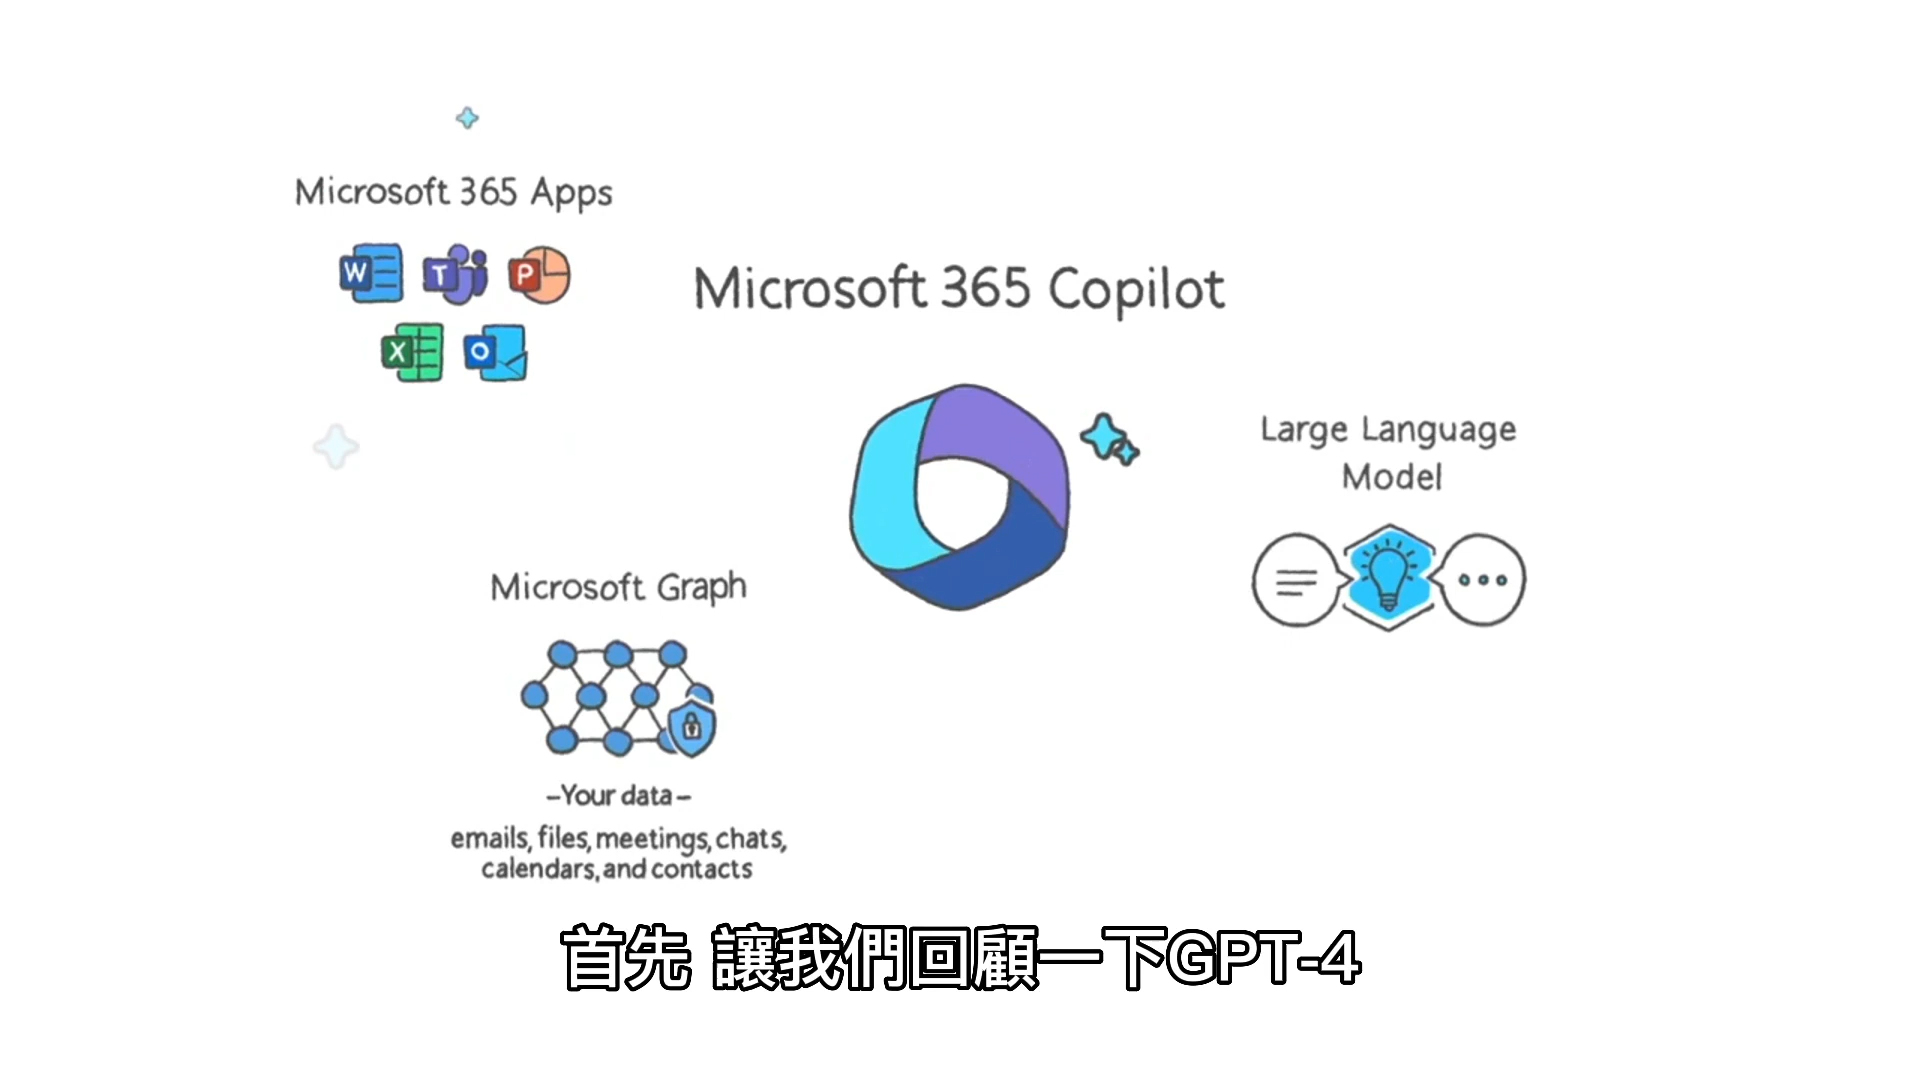 Microsoft 365 Apps
W T P
X O
Microsoft 365 Copilot
Large Language
Model
Microsoft Graph
–Your data–
emails, files, meetings, chats,
calendars, and contacts
首先 讓我們回顧一下GPT-4